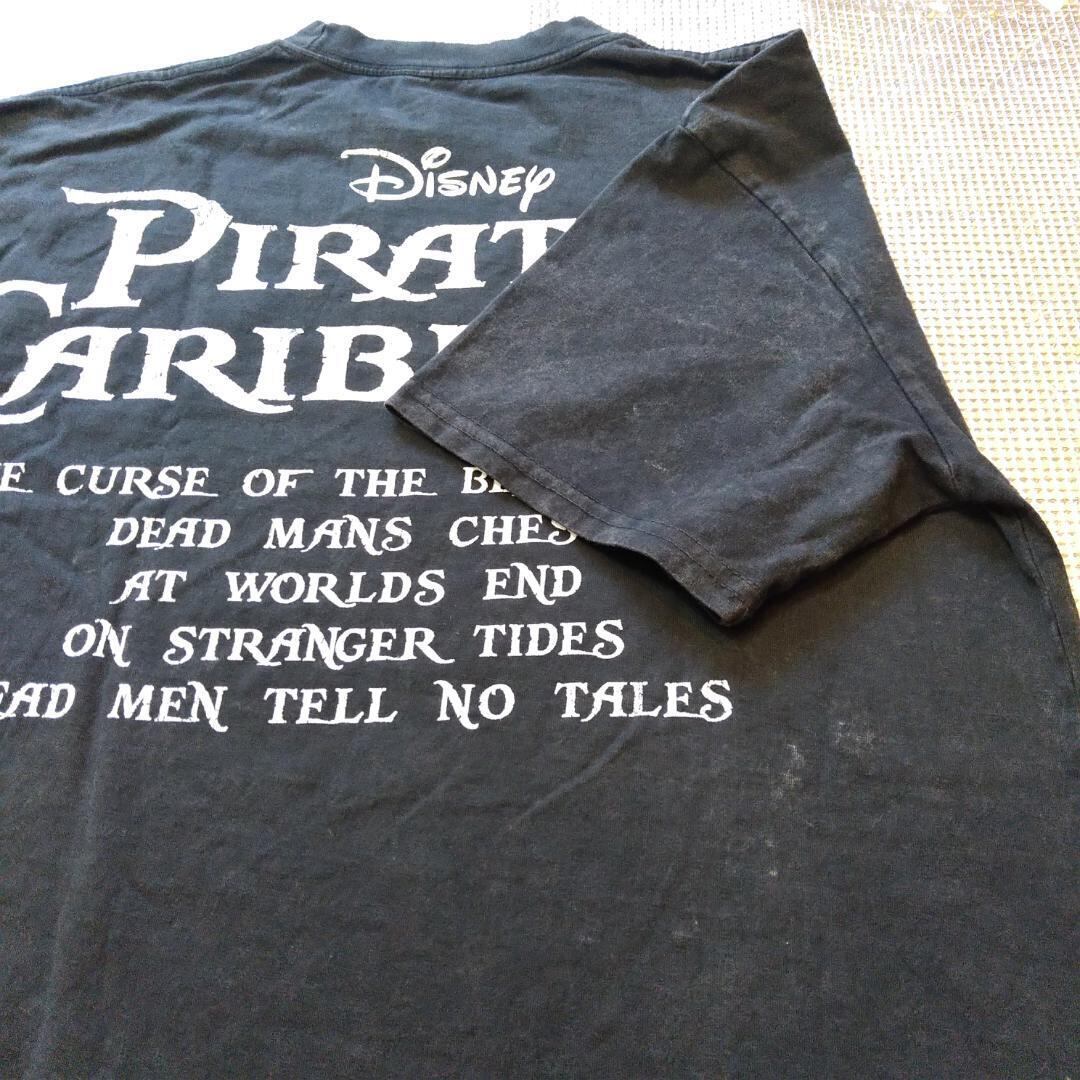 Disney
PIRAT
CARIB
E CURSE OF THE BL
DEAD MANS CHES
AT WORLDS END
ON STRANGER TIDES
EAD MEN TELL NO TALES